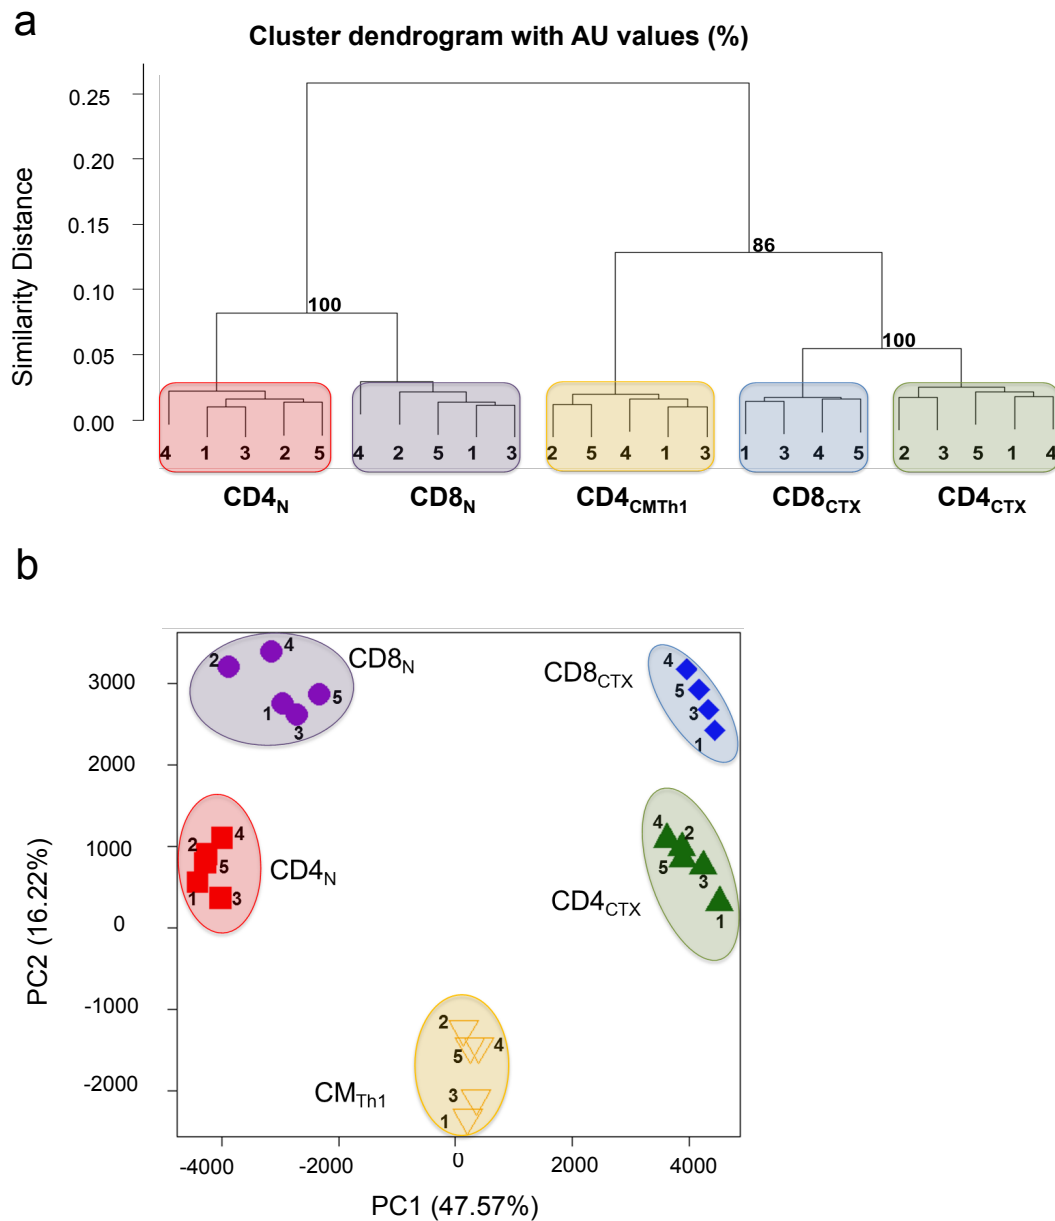 a
Cluster dendrogram with AU values (%)
Similarity Distance
0.25
0.20
0.15
0.10
0.05
0.00
86
100
100
4 1 3 2 5
4 2 5 1 3
2 5 4 1 3
1 3 4 5
2 3 5 1 4
CD4N CD8N CD4CMTh1 CD8CTX CD4CTX
b
PC2 (16.22%)
3000
2000
1000
0
-1000
-2000
2 4 1 5 3
CD8N
CD8CTX
4 5 3 1
2 4 5 1 3
CD4N
CD4CTX
4 2 5 3 1
CMTh1
2 5 4 3 1
-4000 -2000 0 2000 4000
PC1 (47.57%)